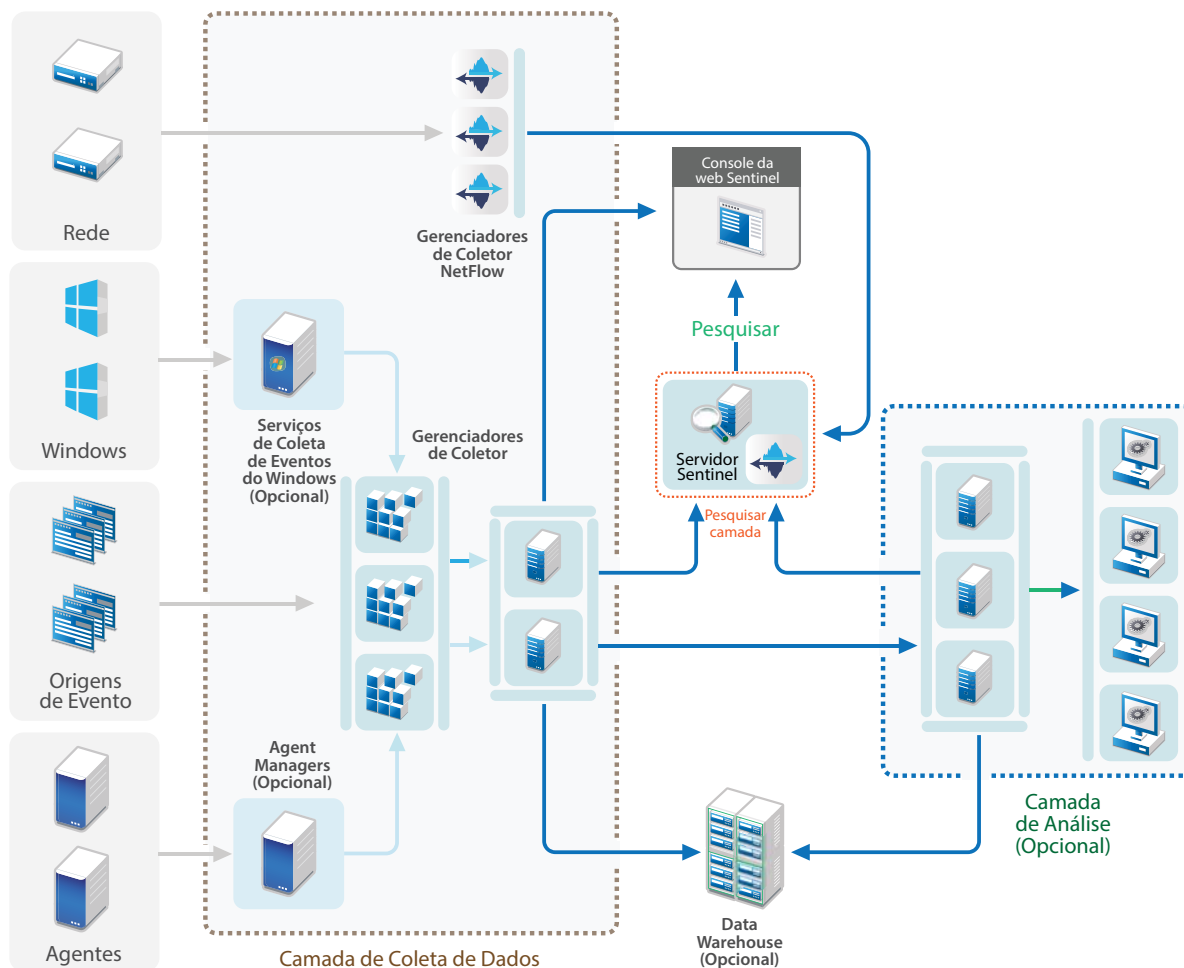 Rede
Windows
Origens
de Evento
Agentes
Gerenciadores
de Coletor
NetFlow
Serviços
de Coleta
de Eventos
do Windows
(Opcional)
Gerenciadores
de Coletor
Agent
Managers
(Opcional)
Camada de Coleta de Dados
Console da
web Sentinel
Pesquisar
Servidor
Sentinel
Pesquisar
camada
Data
Warehouse
(Opcional)
Camada
de Análise
(Opcional)